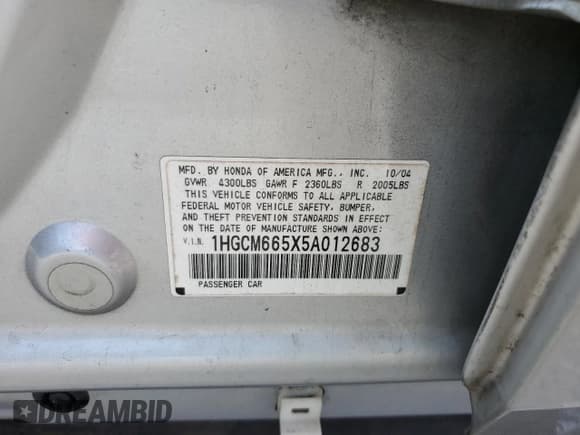 MFD. BY HONDA OF AMERICA MFG., INC. 10/04
GVWR 4300LBS GAWR F 2360LBS R 2005LBS
THIS VEHICLE CONFORMS TO ALL APPLICABLE
FEDERAL MOTOR VEHICLE SAFETY, BUMPER,
AND THEFT PREVENTION STANDARDS IN EFFECT
ON THE DATE OF MANUFACTURE SHOWN ABOVE:
V.I.N. 1HGCM665X5A012683
PASSENGER CAR
DREAMBID